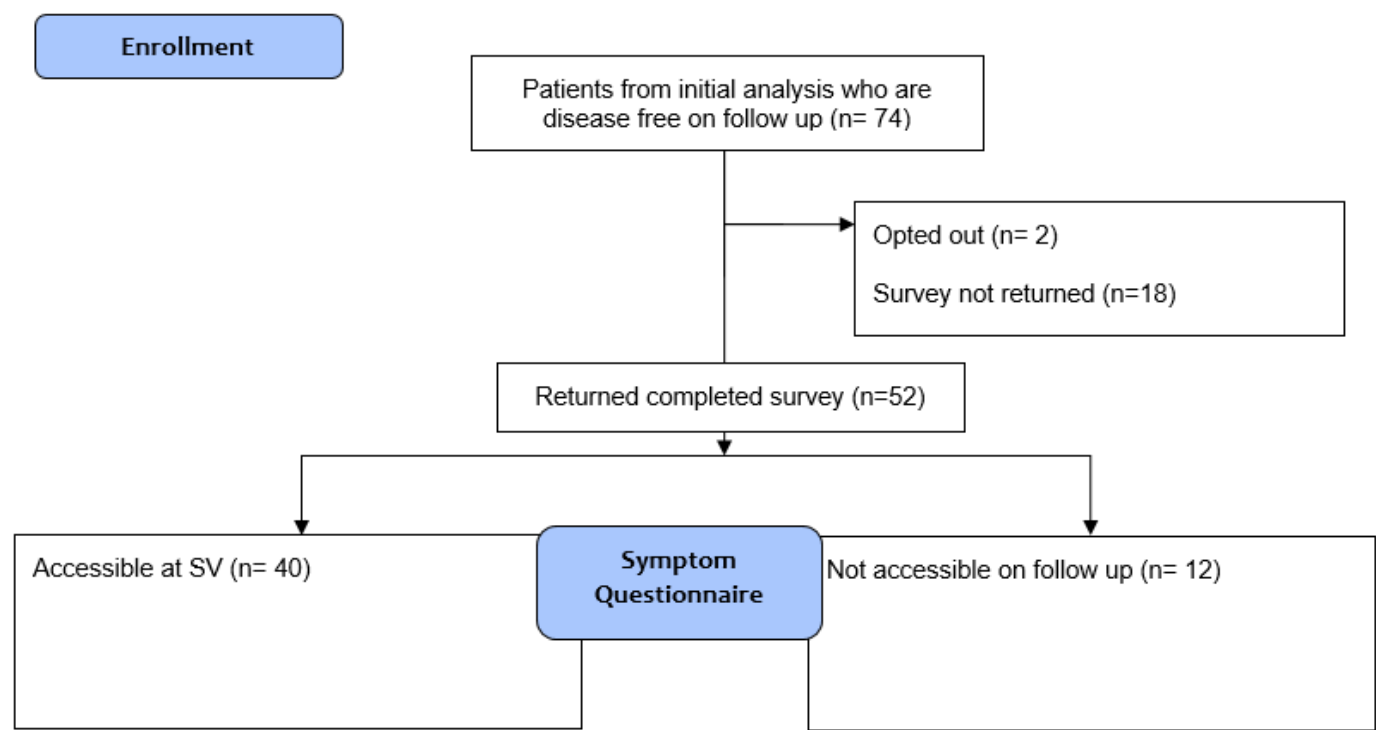 Enrollment
Patients from initial analysis who are
disease free on follow up (n= 74)
Opted out (n= 2)
Survey not returned (n=18)
Returned completed survey (n=52)
Accessible at SV (n= 40)
Symptom
Questionnaire
Not accessible on follow up (n= 12)